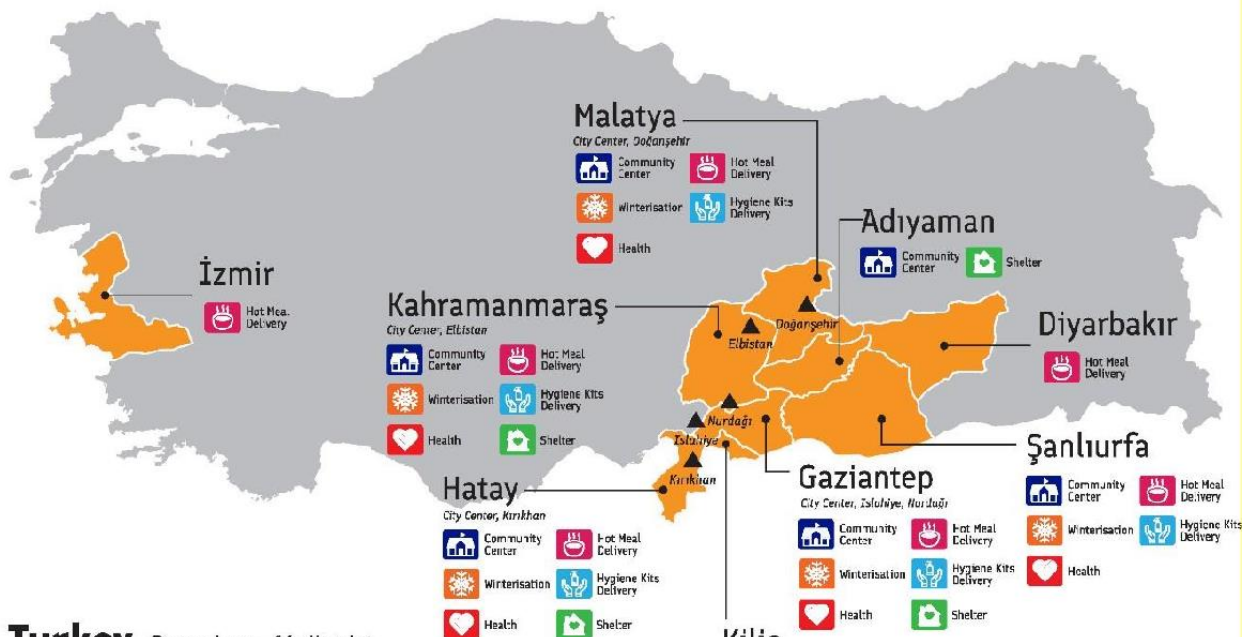 Malatya
City Center, Doğanşehir
Community Center
Hot Meal Delivery
Winterisation
Hygiene Kits Delivery
Health
Adıyaman
Community Center
Shelter
İzmir
Hot Meal Delivery
Kahramanmaraş
City Center, Elbistan
Community Center
Hot Meal Delivery
Winterisation
Hygiene Kits Delivery
Health
Shelter
Doğanşehir
Elbistan
Diyarbakır
Hot Meal Delivery
Nurdağı
Islahiye
Kırıkhan
Hatay
City Center, Kırıkhan
Community Center
Hot Meal Delivery
Winterisation
Hygiene Kits Delivery
Health
Shelter
Gaziantep
City Center, Islahiye, Nurdağı
Community Center
Hot Meal Delivery
Winterisation
Hygiene Kits Delivery
Health
Shelter
Şanlıurfa
Community Center
Hot Meal Delivery
Winterisation
Hygiene Kits Delivery
Health
Turkey
Kilis